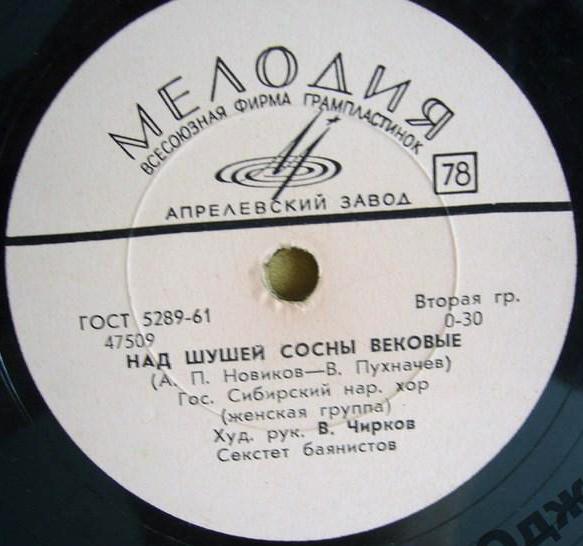 МЕЛОДИЯ
ВСЕСОЮЗНАЯ ФИРМА ГРАМПЛАСТИНОК
78
АПРЕЛЕВСКИЙ ЗАВОД
ГОСТ 5289-61
Вторая гр.
47509
0-30
НАД ШУШЕЙ СОСНЫ ВЕКОВЫЕ
(А. П. Новиков—В. Пухначев)
Гос. Сибирский нар. хор
(женская группа)
Худ. рук. В. Чирков
Секстет баянистов